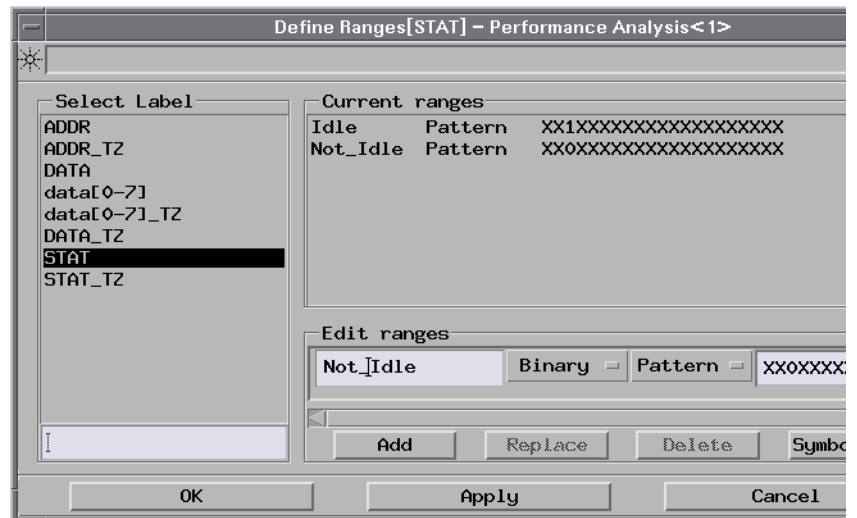 Define Ranges[STAT] – Performance Analysis<1>
Select Label
ADDR
ADDR_TZ
DATA
data[0-7]
data[0-7]_TZ
DATA_TZ
STAT
STAT_TZ
Current ranges
Idle Pattern XX1XXXXXXXXXXXXXXXXX
Not_Idle Pattern XX0XXXXXXXXXXXXXXXXX
Edit ranges
Not_Idle Binary Pattern XX0XXXX
Add Replace Delete Symbo
OK Apply Cancel